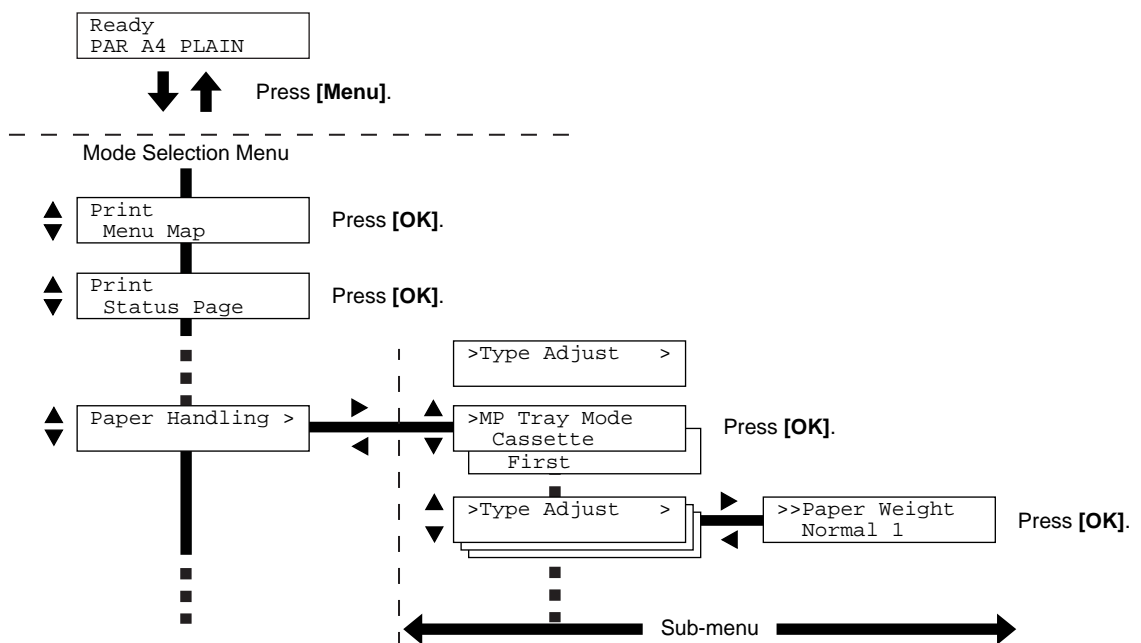 Ready
PAR A4 PLAIN
Press [Menu].
Mode Selection Menu
Print
Menu Map
Press [OK].
Print
Status Page
Press [OK].
>Type Adjust >
Paper Handling >
>MP Tray Mode
Cassette
First
Press [OK].
>Type Adjust >
>>Paper Weight
Normal 1
Press [OK].
Sub-menu